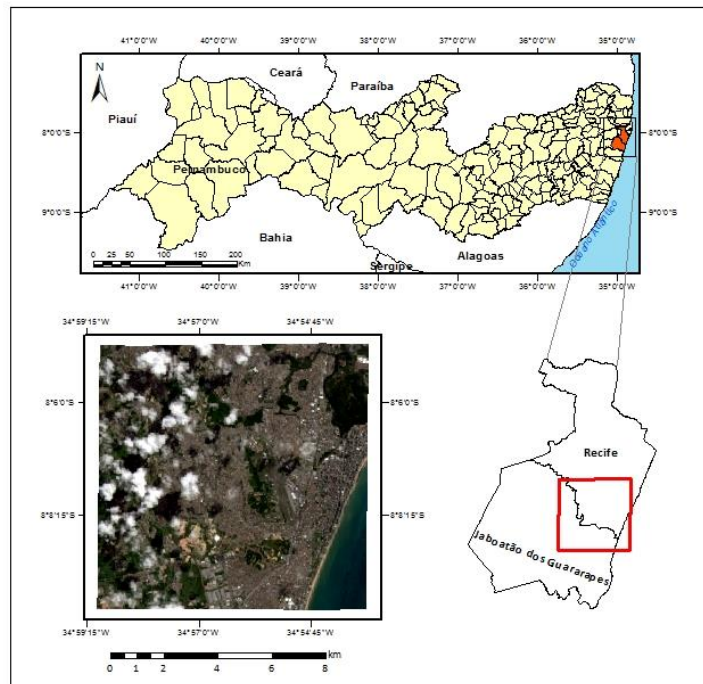 41°0'0"W 40°0'0"W 39°0'0"W 38°0'0"W 37°0'0"W 36°0'0"W 35°0'0"W
N
Ceará
Paraíba
Piauí
8°0'0"S 8°0'0"S
Pernambuco
9°0'0"S 9°0'0"S
Bahia
Oceano Atlântico
Alagoas
Sergipe
0 25 50 100 150 200
Km
41°0'0"W 40°0'0"W 39°0'0"W 38°0'0"W 37°0'0"W 36°0'0"W 35°0'0"W
34°59'15"W 34°57'0"W 34°54'45"W
8°6'0"S 8°6'0"S
Recife
8°8'15"S 8°8'15"S
Jaboatão dos Guararapes
34°59'15"W 34°57'0"W 34°54'45"W
km
0 1 2 4 6 8